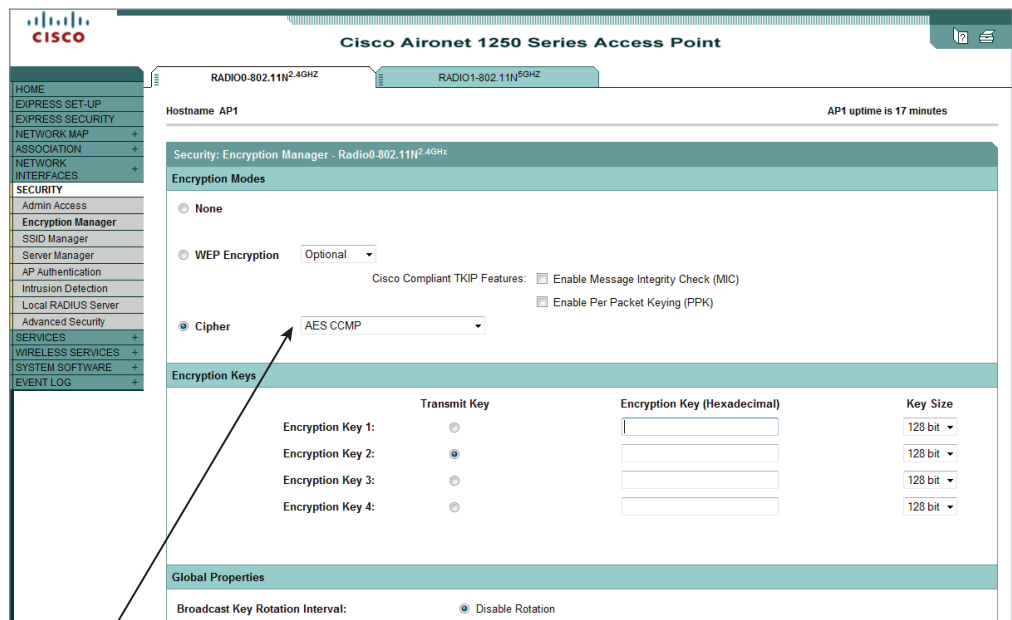 CISCO
Cisco Aironet 1250 Series Access Point
RADIO0-802.11N2.4GHZ
RADIO1-802.11N5GHZ
HOME
EXPRESS SET-UP
EXPRESS SECURITY
NETWORK MAP +
ASSOCIATION +
NETWORK
INTERFACES +
SECURITY
Admin Access
Encryption Manager
SSID Manager
Server Manager
AP Authentication
Intrusion Detection
Local RADIUS Server
Advanced Security
SERVICES +
WIRELESS SERVICES +
SYSTEM SOFTWARE +
EVENT LOG +
Hostname AP1
AP1 uptime is 17 minutes
Security: Encryption Manager - Radio0-802.11N2.4GHz
Encryption Modes
None
WEP Encryption Optional
Cisco Compliant TKIP Features: Enable Message Integrity Check (MIC)
Enable Per Packet Keying (PPK)
Cipher AES CCMP
Encryption Keys
Transmit Key Encryption Key (Hexadecimal) Key Size
Encryption Key 1: 128 bit
Encryption Key 2: 128 bit
Encryption Key 3: 128 bit
Encryption Key 4: 128 bit
Global Properties
Broadcast Key Rotation Interval: Disable Rotation